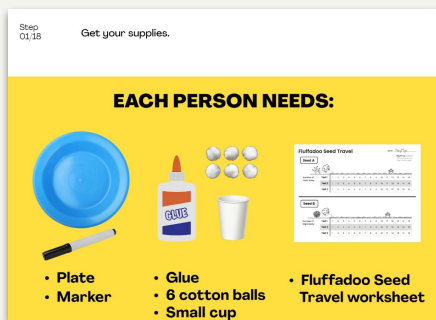 Step
01/18
Get your supplies.
EACH PERSON NEEDS:
GLUE
Fluffadoo Seed Travel
Seed A
Seed B
• Plate
• Marker
• Glue
• 6 cotton balls
• Small cup
• Fluffadoo Seed
Travel worksheet